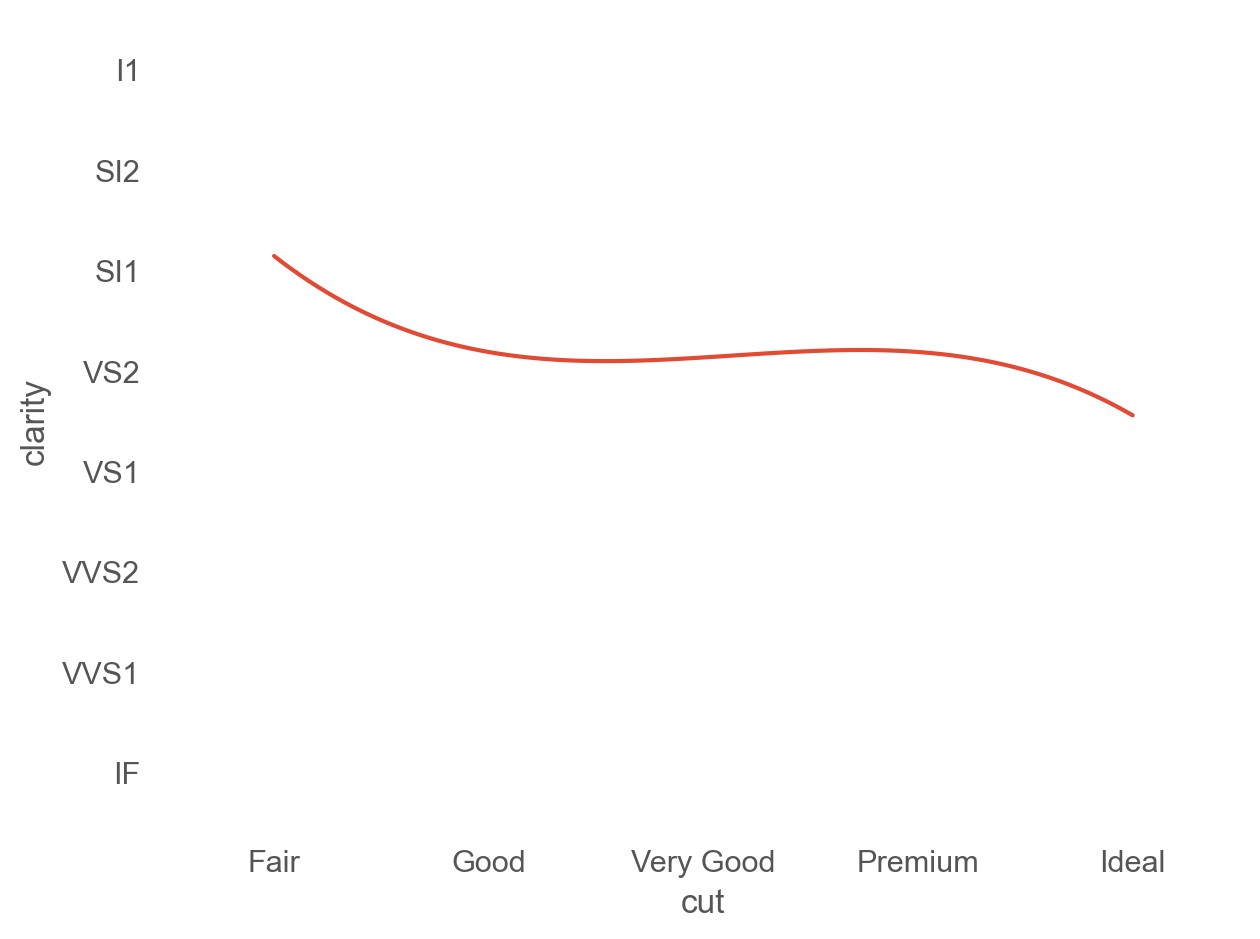 I1
SI2
SI1
VS2
VS1
VVS2
VVS1
IF
clarity
Fair
Good
Very Good
Premium
Ideal
cut